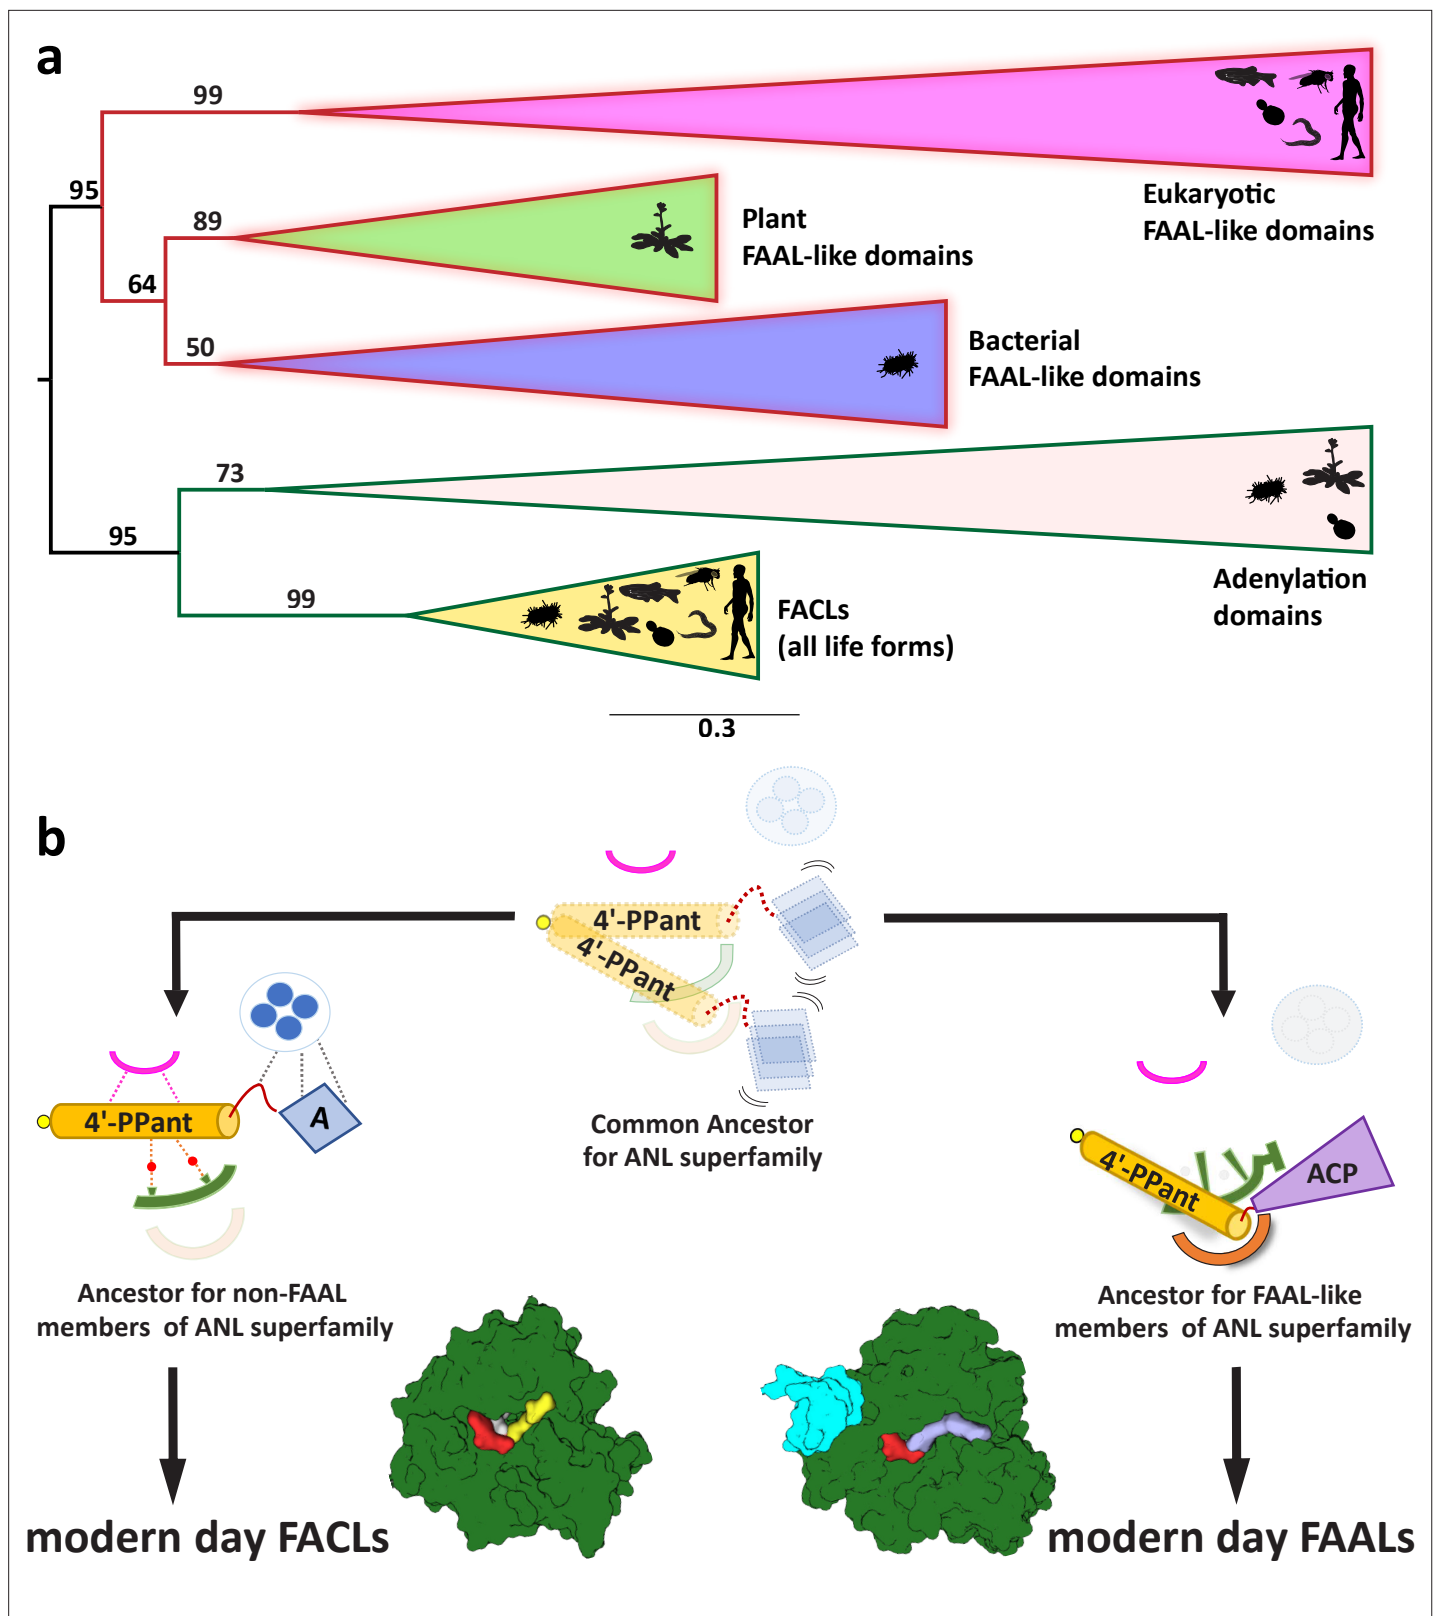 a
99
95
Eukaryotic
FAAL-like domains
89
Plant
FAAL-like domains
64
50
Bacterial
FAAL-like domains
73
95
Adenylation
domains
99
FACLs
(all life forms)
0.3
b
4'-PPant
4'-PPant
4'-PPant
A
Common Ancestor
for ANL superfamily
4'-PPant
ACP
Ancestor for non-FAAL
members of ANL superfamily
Ancestor for FAAL-like
members of ANL superfamily
modern day FACLs
modern day FAALs